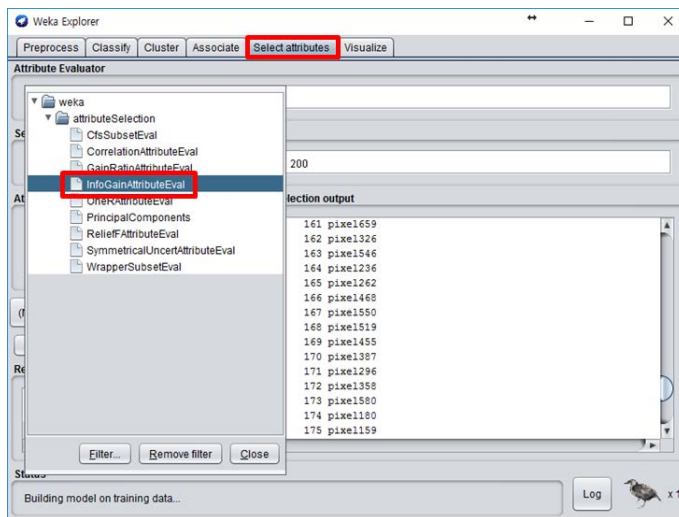 Weka Explorer
Preprocess Classify Cluster Associate Select attributes Visualize
Attribute Evaluator
weka
attributeSelection
CfsSubsetEval
CorrelationAttributeEval
GainRatioAttributeEval
InfoGainAttributeEval
OneRAttributeEval
PrincipalComponents
ReliefFAttributeEval
SymmetricalUncertAttributeEval
WrapperSubsetEval
Filter... Remove filter Close
200
161 pixel659
162 pixel326
163 pixel546
164 pixel236
165 pixel262
166 pixel468
167 pixel550
168 pixel519
169 pixel455
170 pixel387
171 pixel296
172 pixel358
173 pixel580
174 pixel180
175 pixel159
Status
Building model on training data...
Log
x 1